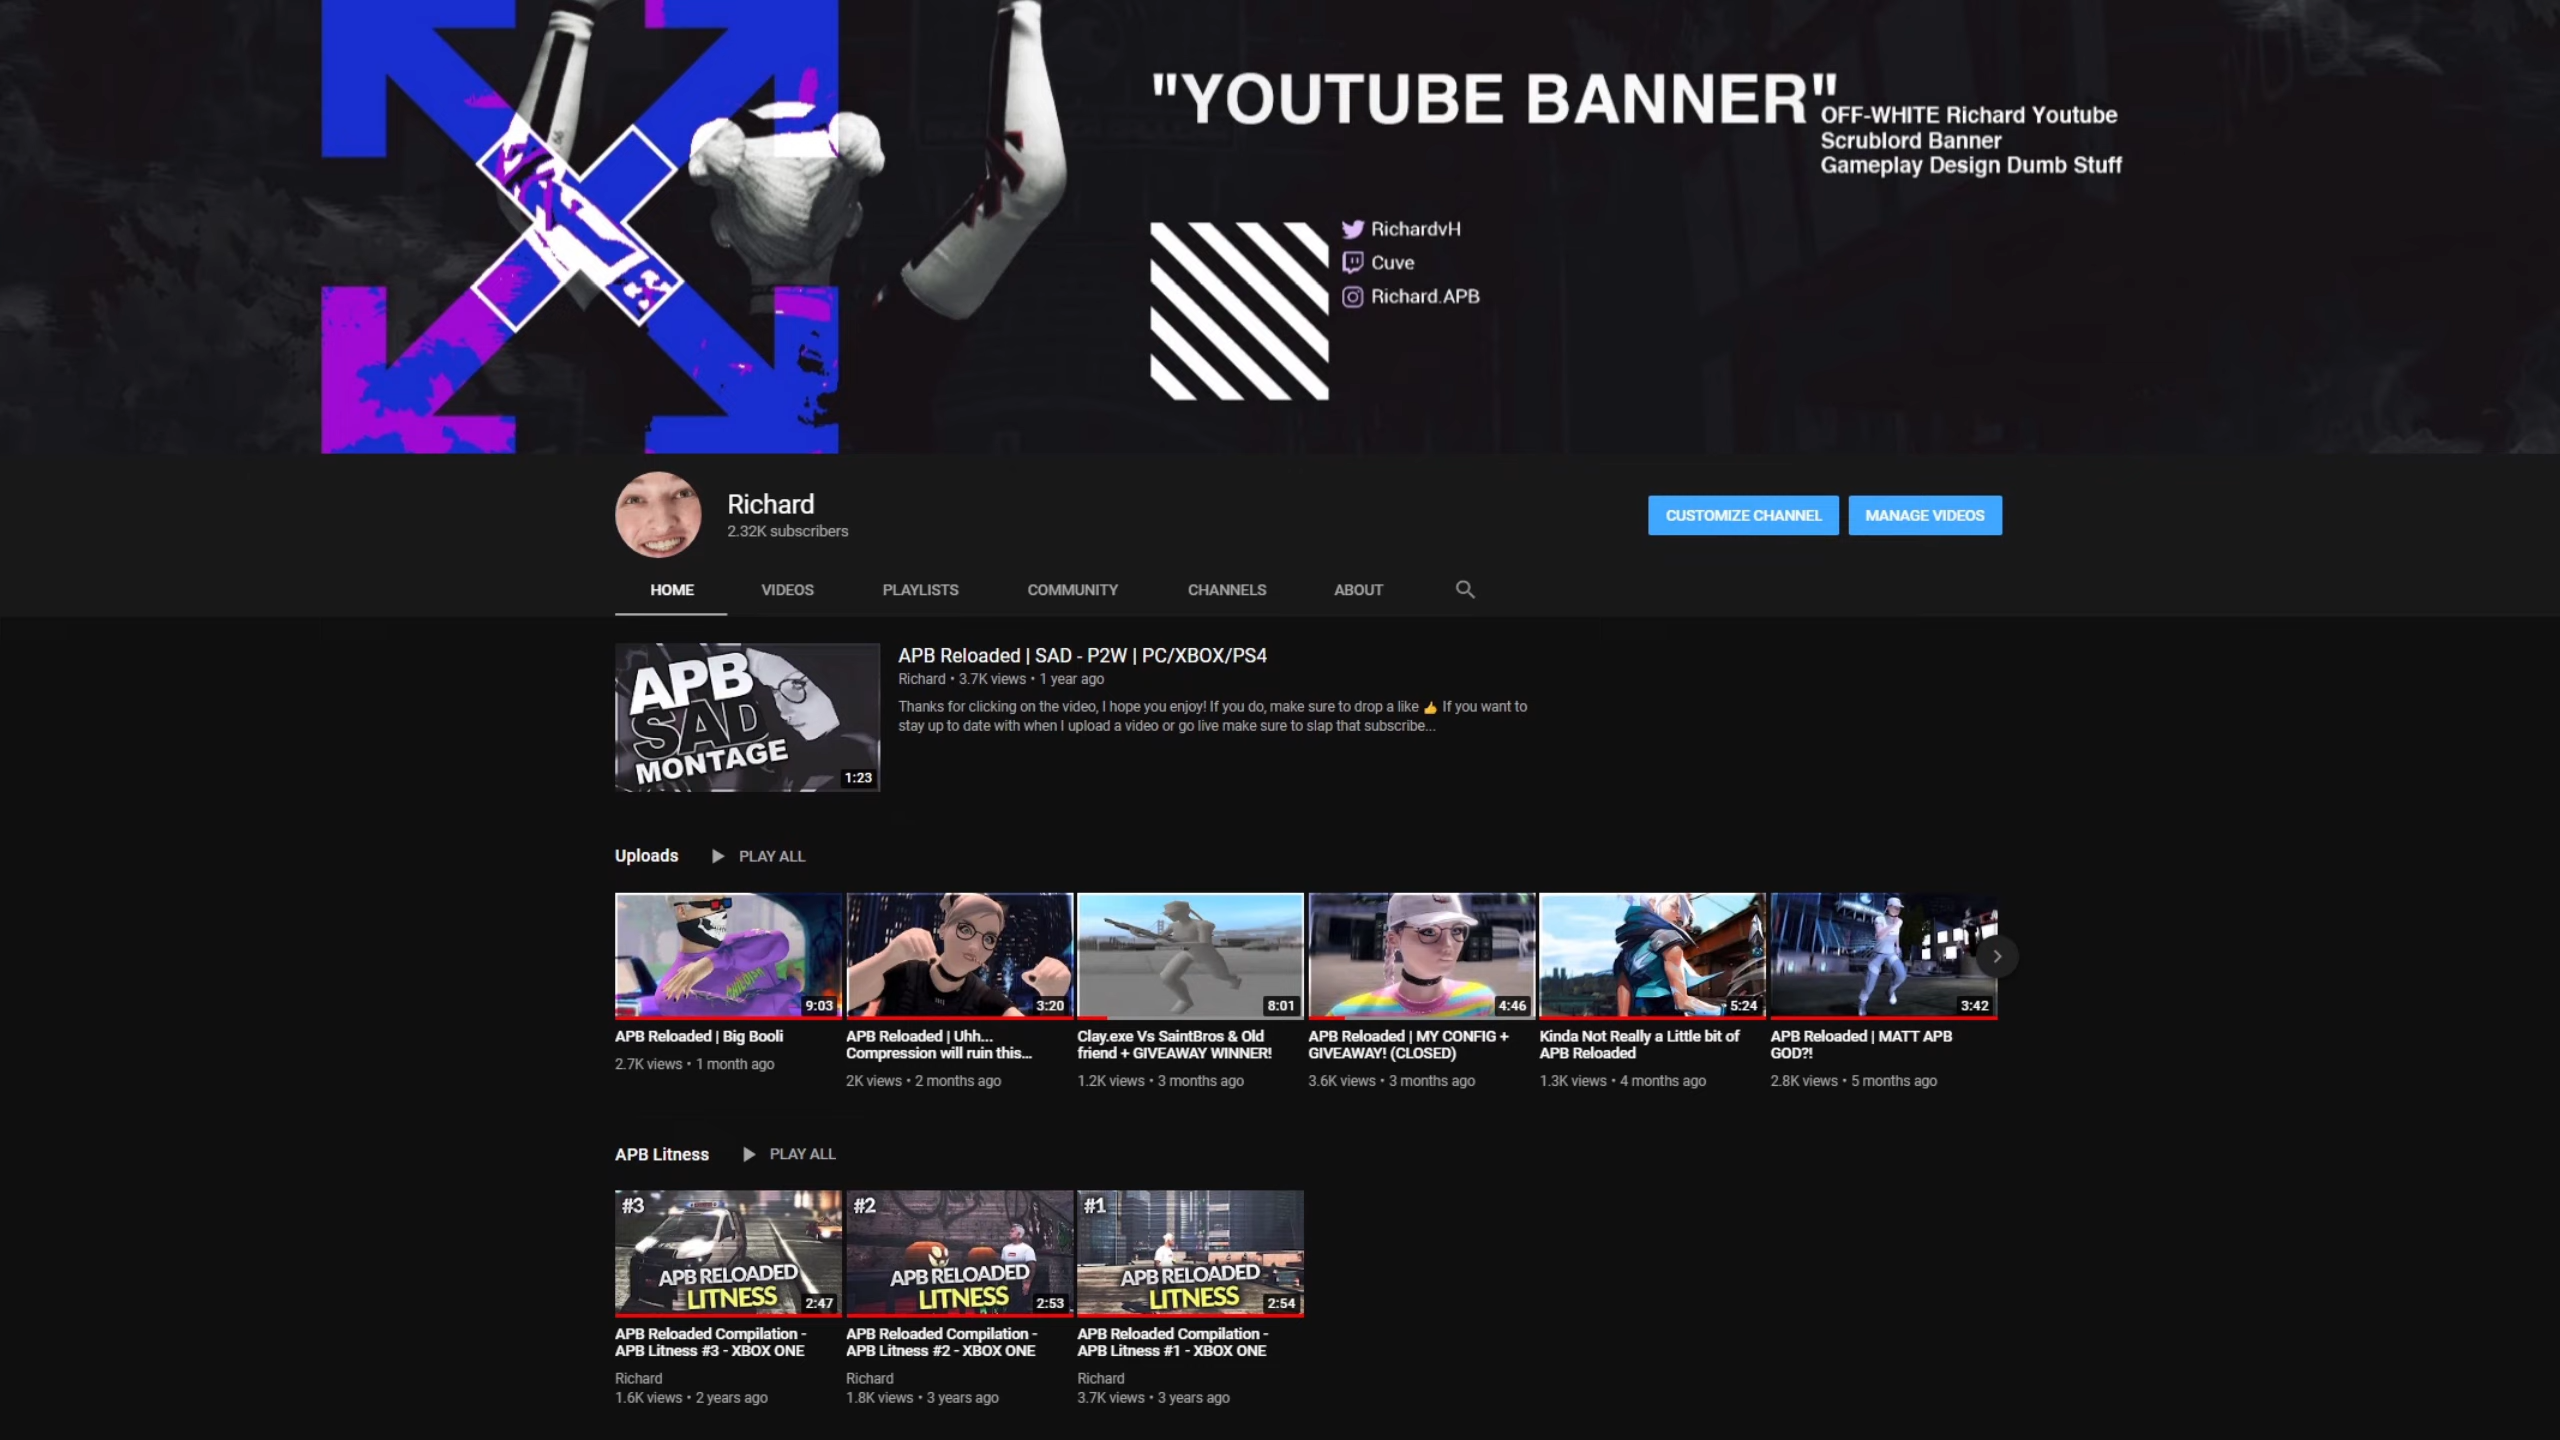 "YOUTUBE BANNER"
OFF-WHITE Richard Youtube
Scrublord Banner
Gameplay Design Dumb Stuff
RichardvH
Cuve
Richard.APB
Richard
2.32K subscribers
CUSTOMIZE CHANNEL
MANAGE VIDEOS
HOME
VIDEOS
PLAYLISTS
COMMUNITY
CHANNELS
ABOUT
APB
SAD
MONTAGE
1:23
APB Reloaded | SAD - P2W | PC/XBOX/PS4
Richard • 3.7K views • 1 year ago
Thanks for clicking on the video, I hope you enjoy! If you do, make sure to drop a like 👍 If you want to
stay up to date with when I upload a video or go live make sure to slap that subscribe...
Uploads
PLAY ALL
9:03
APB Reloaded | Big Booli
2.7K views • 1 month ago
3:20
APB Reloaded | Uhh...
Compression will ruin this...
2K views • 2 months ago
8:01
Clay.exe Vs SaintBros & Old
friend + GIVEAWAY WINNER!
1.2K views • 3 months ago
4:46
APB Reloaded | MY CONFIG +
GIVEAWAY! (CLOSED)
3.6K views • 3 months ago
5:24
Kinda Not Really a Little bit of
APB Reloaded
1.3K views • 4 months ago
3:42
APB Reloaded | MATT APB
GOD?!
2.8K views • 5 months ago
APB Litness
PLAY ALL
#3
APB RELOADED
LITNESS
2:47
APB Reloaded Compilation -
APB Litness #3 - XBOX ONE
Richard
1.6K views • 2 years ago
#2
APB RELOADED
LITNESS
2:53
APB Reloaded Compilation -
APB Litness #2 - XBOX ONE
Richard
1.8K views • 3 years ago
#1
APB RELOADED
LITNESS
2:54
APB Reloaded Compilation -
APB Litness #1 - XBOX ONE
Richard
3.7K views • 3 years ago